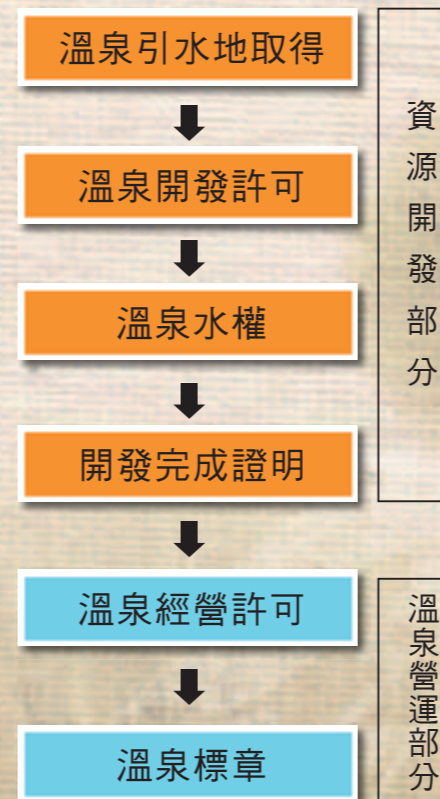 溫泉引水地取得
溫泉開發許可
溫泉水權
開發完成證明
資源開發部分
溫泉經營許可
溫泉標章
溫泉營運部分